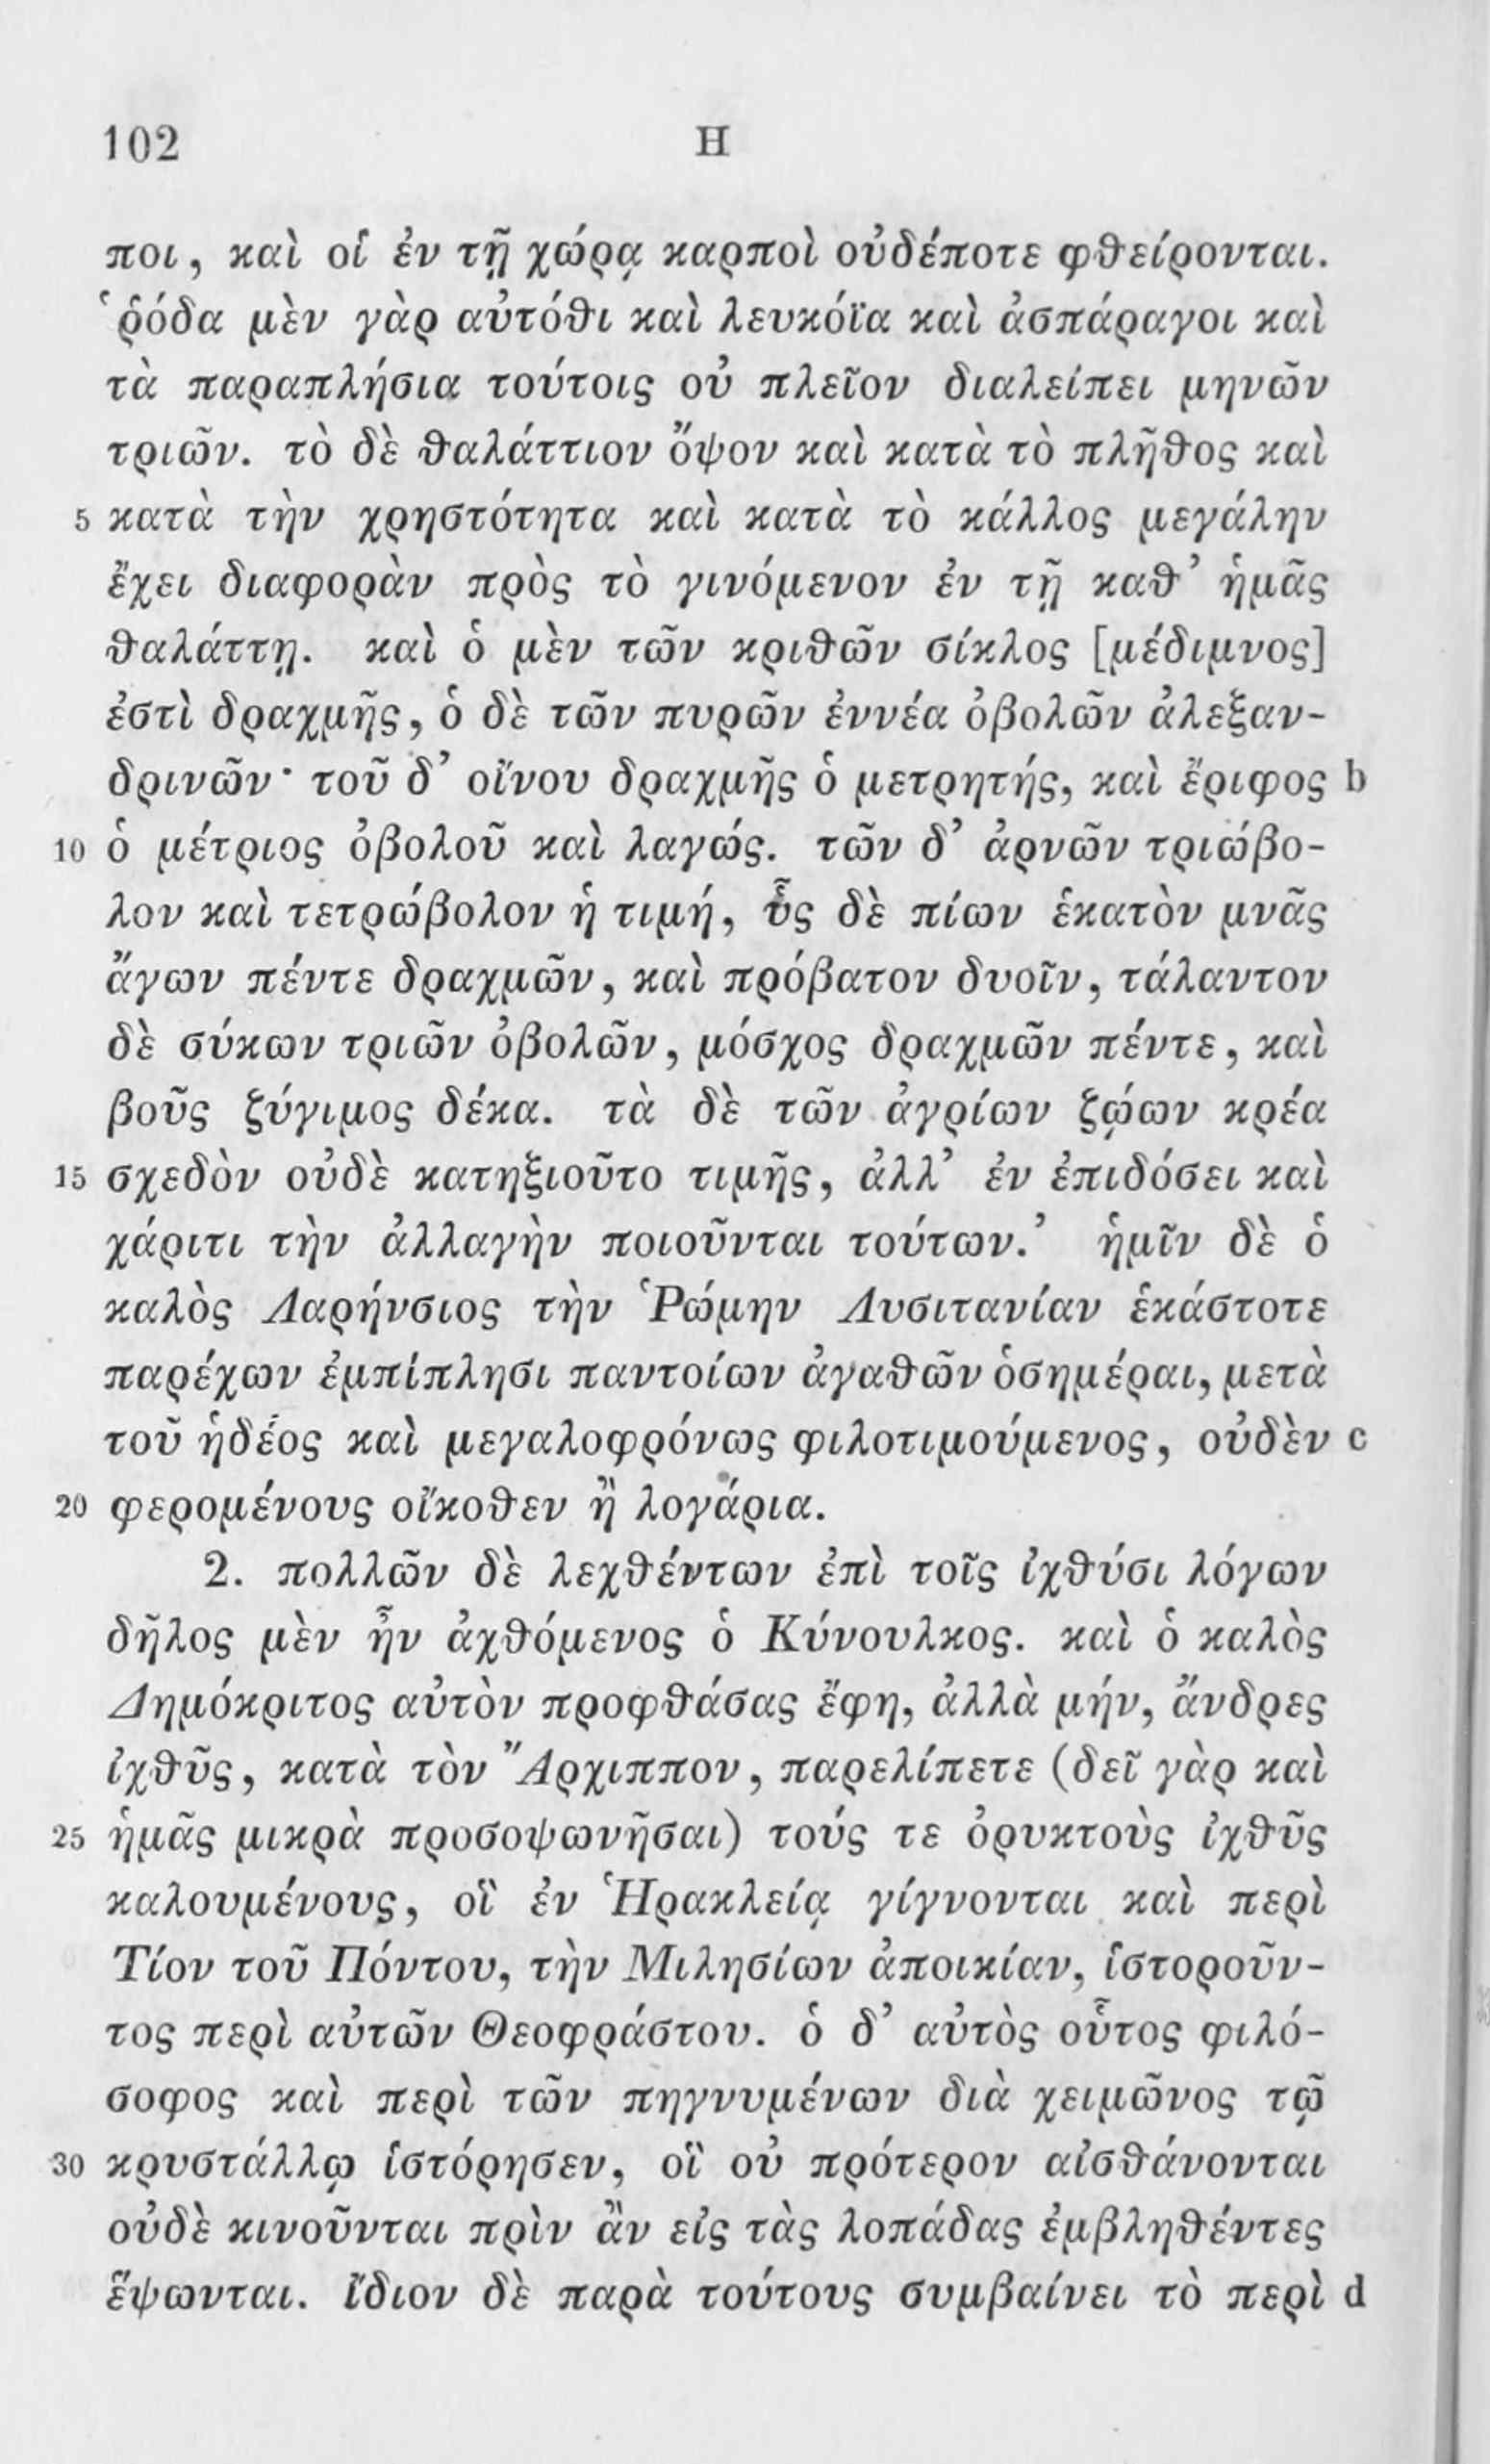 102 Η
ποι, καὶ οἱ ἐν τῇ χώρᾳ καρποὶ οὐδέποτε φθείρονται.
ῥόδα μὲν γὰρ αὐτόθι καὶ λευκόϊα καὶ ἀσπάραγοι καὶ
τὰ παραπλήσια τούτοις οὐ πλεῖον διαλείπει μηνῶν
τριῶν. τὸ δὲ θαλάττιον ὄψον καὶ κατὰ τὸ πλῆθος καὶ
5 κατὰ τὴν χρηστότητα καὶ κατὰ τὸ κάλλος μεγάλην
ἔχει διαφορὰν πρὸς τὸ γινόμενον ἐν τῇ καθ’ ἡμᾶς
θαλάττῃ. καὶ ὁ μὲν τῶν κριθῶν σίκλος [μέδιμνος]
ἐστὶ δραχμῆς, ὁ δὲ τῶν πυρῶν ἐννέα ὀβολῶν ἀλεξαν-
δρινῶν· τοῦ δ’ οἴνου δραχμῆς ὁ μετρητής, καὶ ἔριφος b
10 ὁ μέτριος ὀβολοῦ καὶ λαγώς. τῶν δ’ ἀρνῶν τριώβο-
λον καὶ τετρώβολον ἡ τιμή, ὗς δὲ πίων ἑκατὸν μνᾶς
ἄγων πέντε δραχμῶν, καὶ πρόβατον δυοῖν, τάλαντον
δὲ σύκων τριῶν ὀβολῶν, μόσχος δραχμῶν πέντε, καὶ
βοῦς ζύγιμος δέκα. τὰ δὲ τῶν ἀγρίων ζῴων κρέα
15 σχεδὸν οὐδὲ κατηξιοῦτο τιμῆς, ἀλλ’ ἐν ἐπιδόσει καὶ
χάριτι τὴν ἀλλαγὴν ποιοῦνται τούτων.’ ἡμῖν δὲ ὁ
καλὸς Λαρήνσιος τὴν Ῥώμην Λυσιτανίαν ἑκάστοτε
παρέχων ἐμπίπλησι παντοίων ἀγαθῶν ὁσημέραι, μετὰ
τοῦ ἡδέος καὶ μεγαλοφρόνως φιλοτιμούμενος, οὐδὲν c
20 φερομένους οἴκοθεν ἢ λογάρια.
2. πολλῶν δὲ λεχθέντων ἐπὶ τοῖς ἰχθύσι λόγων
δῆλος μὲν ἦν ἀχθόμενος ὁ Κύνουλκος. καὶ ὁ καλὸς
Δημόκριτος αὐτὸν προφθάσας ἔφη, ἀλλὰ μήν, ἄνδρες
ἰχθῦς, κατὰ τὸν Ἄρχιππον, παρελίπετε (δεῖ γὰρ καὶ
25 ἡμᾶς μικρὰ προσοψωνῆσαι) τούς τε ὀρυκτοὺς ἰχθῦς
καλουμένους, οἳ ἐν Ἡρακλείᾳ γίγνονται καὶ περὶ
Τίον τοῦ Πόντου, τὴν Μιλησίων ἀποικίαν, ἱστοροῦν-
τος περὶ αὐτῶν Θεοφράστου. ὁ δ’ αὐτὸς οὗτος φιλό-
σοφος καὶ περὶ τῶν πηγνυμένων διὰ χειμῶνος τῷ
30 κρυστάλλῳ ἱστόρησεν, οἳ οὐ πρότερον αἰσθάνονται
οὐδὲ κινοῦνται πρὶν ἂν εἰς τὰς λοπάδας ἐμβληθέντες
ἕψωνται. ἴδιον δὲ παρὰ τούτους συμβαίνει τὸ περὶ d